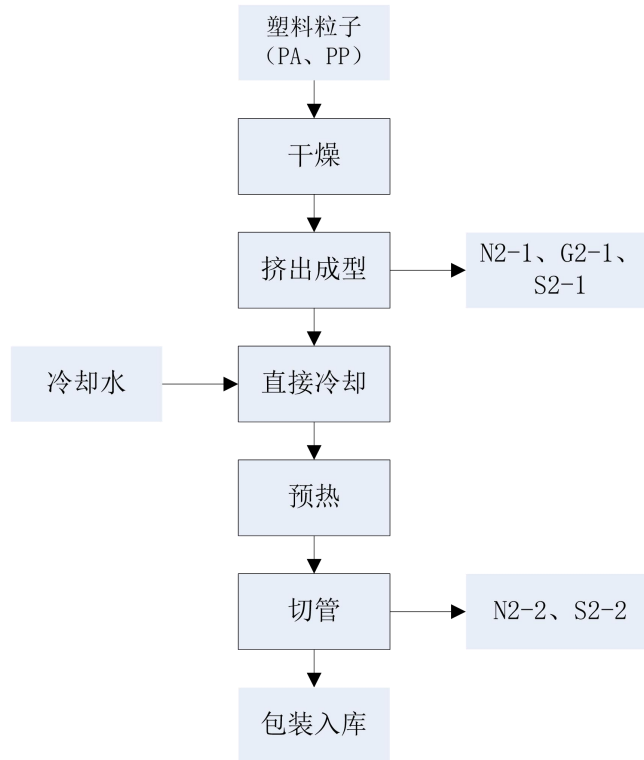 塑料粒子
（PA、PP）
干燥
挤出成型
N2-1、G2-1、
S2-1
冷却水
直接冷却
预热
切管
N2-2、S2-2
包装入库